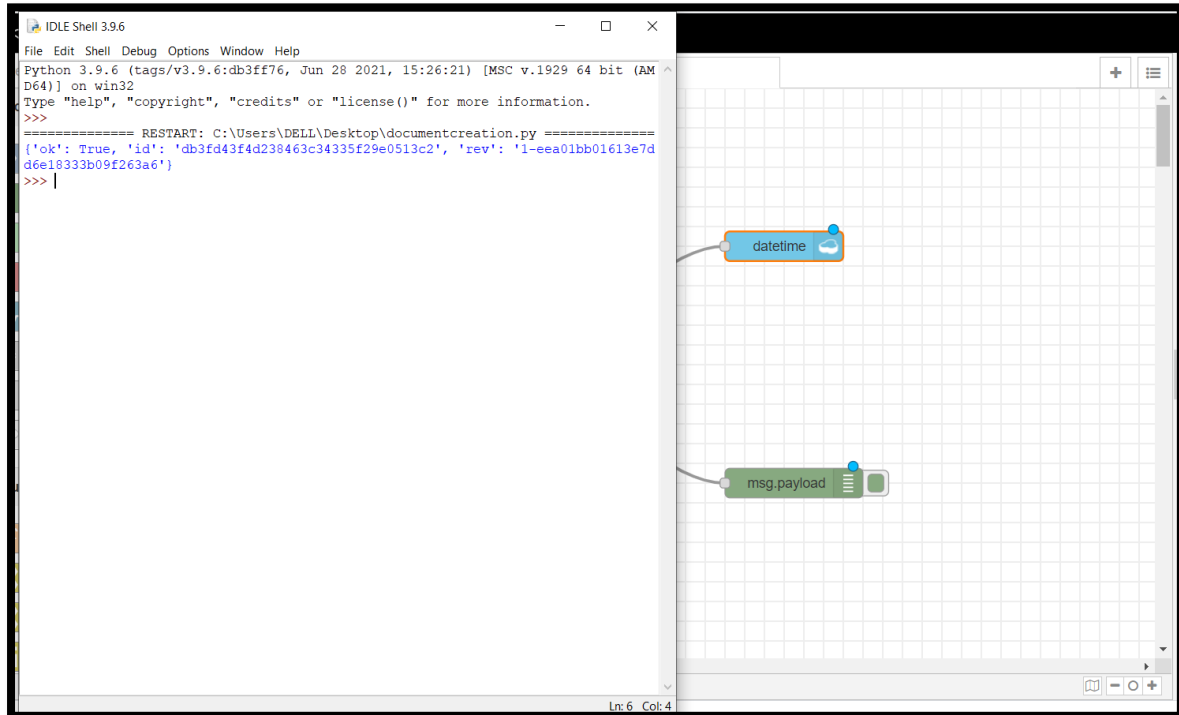 IDLE Shell 3.9.6
File Edit Shell Debug Options Window Help
Python 3.9.6 (tags/v3.9.6:db3ff76, Jun 28 2021, 15:26:21) [MSC v.1929 64 bit (AM
D64)] on win32
Type "help", "copyright", "credits" or "license()" for more information.
>>>
============== RESTART: C:\Users\DELL\Desktop\documentcreation.py ==============
{'ok': True, 'id': 'db3fd43f4d238463c34335f29e0513c2', 'rev': '1-eea01bb01613e7d
d6e18333b09f263a6'}
>>>
datetime
msg.payload
Ln: 6 Col: 4